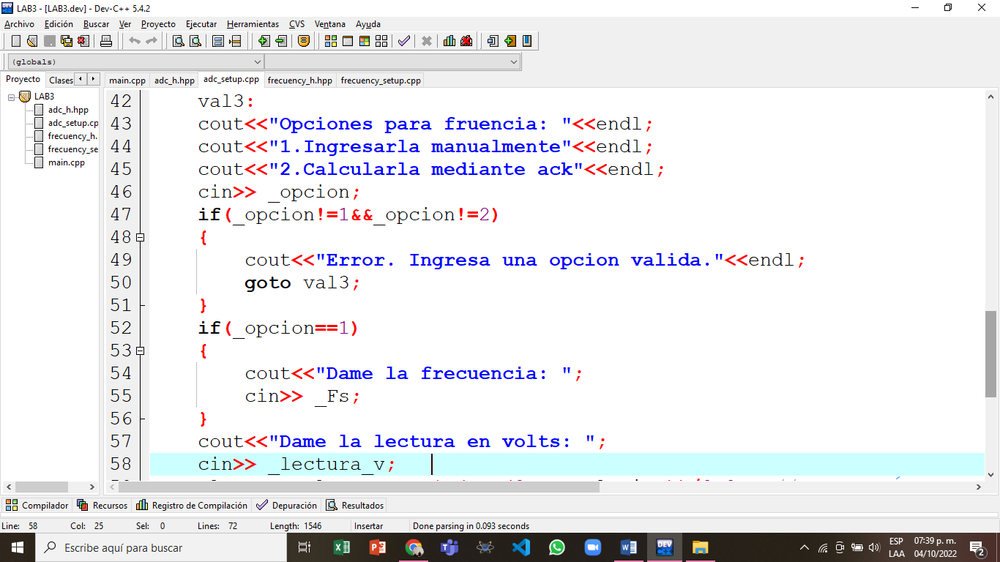 LAB3 - [LAB3.dev] - Dev-C++ 5.4.2
Archivo Edición Buscar Ver Proyecto Ejecutar Herramientas CVS Ventana Ayuda
(globals)
Proyecto Clases
main.cpp adc_h.hpp adc_setup.cpp frecuency_h.hpp frecuency_setup.cpp
LAB3
adc_h.hpp
adc_setup.cp
frecuency_h.
frecuency_se
main.cpp
42 val3:
43 cout<<"Opciones para fruencia: "<<endl;
44 cout<<"1.Ingresarla manualmente"<<endl;
45 cout<<"2.Calcularla mediante ack"<<endl;
46 cin>> _opcion;
47 if(_opcion!=1&&_opcion!=2)
48 {
49 cout<<"Error. Ingresa una opcion valida."<<endl;
50 goto val3;
51 }
52 if(_opcion==1)
53 {
54 cout<<"Dame la frecuencia: ";
55 cin>> _Fs;
56 }
57 cout<<"Dame la lectura en volts: ";
58 cin>> _lectura_v;
Compilador Recursos Registro de Compilación Depuración Resultados
Line: 58 Col: 25 Sel: 0 Lines: 72 Length: 1546 Insertar Done parsing in 0.093 seconds
Escribe aquí para buscar
ESP 07:39 p. m.
LAA 04/10/2022
2